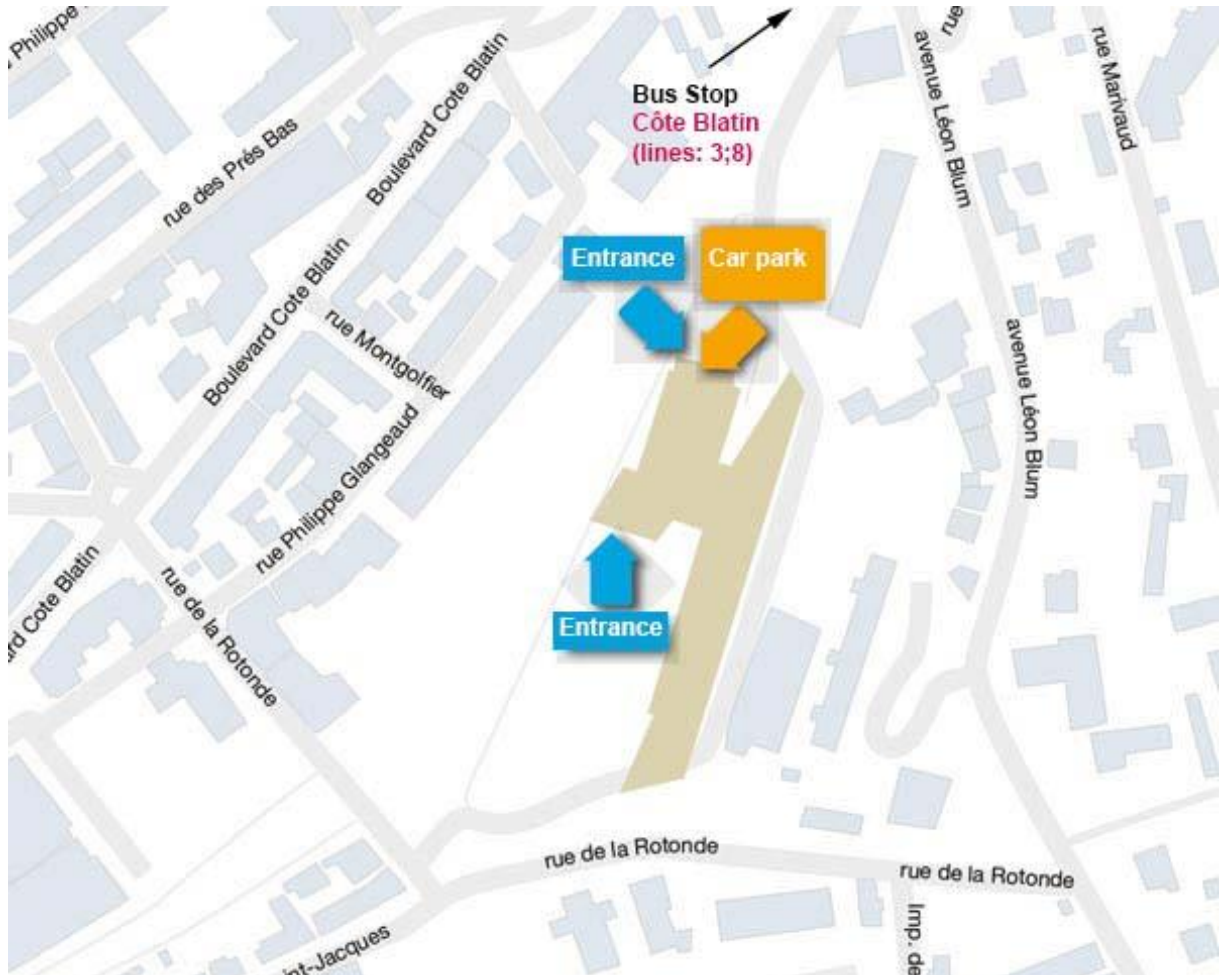 Philippe
rue
rue des Prés Bas
Boulevard Cote Blatin
Bus Stop
Côte Blatin
(lines: 3;8)
avenue Léon Blum
rue Marivaud
Entrance
Car park
Boulevard Cote Blatin
rue Montgolfier
avenue Léon Blum
rue Philippe Glangeaud
ard Cote Blatin
rue de la Rotonde
Entrance
rue de la Rotonde
rue de la Rotonde
Imp. de
int-Jacques